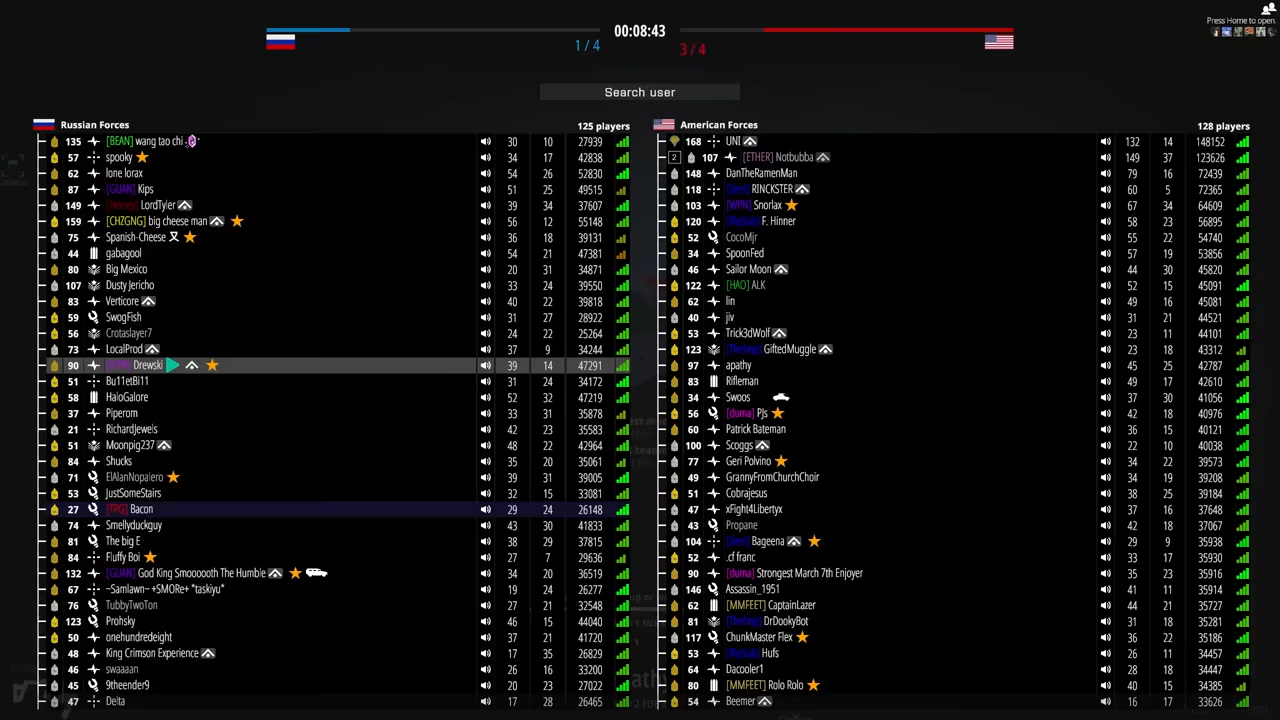 Press Home to open.
00:08:43
1 / 4
3 / 4
Search user
Russian Forces
125 players
135 [BEAN] wang tao chi 30 10 27939
57 spooky 34 17 42838
62 lone lorax 54 26 52830
87 [GUAN] Kips 51 25 49515
149 LordTyler 39 34 37607
159 [CHZGNG] big cheese man 56 12 55148
75 Spanish-Cheese 又 36 18 39131
44 gabagool 54 21 47381
80 Big Mexico 20 31 34871
107 Dusty Jericho 33 24 39550
83 Verticore 40 22 39818
59 SwogFish 31 27 28922
56 Crotaslayer7 24 22 25264
73 LocalProd 37 9 34244
90 Drewski 39 14 47291
51 Bu11etBi11 31 24 34172
58 HaloGalore 52 32 47219
37 Piperom 33 31 35878
21 RichardJewels 42 23 35583
51 Moonpig237 48 22 42964
84 Shucks 35 20 35061
71 ElAlanNopalero 39 31 39005
53 JustSomeStairs 32 15 33081
27 [TPG] Bacon 29 24 26148
74 Smellyduckguy 43 30 41833
81 The big E 38 29 37815
84 Fluffy Boi 27 7 29636
132 [GUAN] God King Smoooooth The Humble 34 20 36519
67 ~Samlawn~ +SMORe+ *taskiyu* 19 24 26277
76 TubbyTwoTon 27 21 32548
123 Prohsky 46 15 44040
50 onehundredeight 37 21 41720
48 King Crimson Experience 17 35 26829
46 swaaaan 26 16 33200
45 9theender9 20 23 27022
47 Delta 17 28 26465
American Forces
128 players
168 UNI 132 14 148152
2 107 [ETHER] Notbubba 149 37 123626
148 DanTheRamenMan 79 16 72439
118 RINCKSTER 60 5 72365
103 [WPN] Snorlax 67 34 64609
120 F. Hinner 58 23 56895
52 CocoMjr 55 22 54740
34 SpoonFed 57 19 53856
46 Sailor Moon 44 30 45820
122 [HAO] ALK 52 15 45091
62 lin 49 16 45081
40 jiv 31 21 44521
53 Trick3dWolf 23 11 44101
123 GiftedMuggle 23 18 43312
97 apathy 45 25 42787
83 Rifleman 49 17 42610
34 Swoos 37 30 41056
56 [duma] PJs 42 18 40976
60 Patrick Bateman 36 15 40121
100 Scoggs 22 10 40038
77 Geri Polvino 34 22 39573
49 GrannyFromChurchChoir 34 19 39208
51 Cobrajesus 38 25 39184
47 xFight4Libertyx 37 16 37648
43 Propane 42 18 37067
104 Bageena 29 9 35938
52 .cf franc 33 17 35930
90 [duma] Strongest March 7th Enjoyer 35 23 35916
146 Assassin_1951 41 11 35914
62 [MMFEET] CaptainLazer 44 21 35727
81 DrDookyBot 31 18 35281
117 ChunkMaster Flex 36 22 35186
53 Hufs 26 11 34457
64 Dacooler1 28 18 34447
80 [MMFEET] Rolo Rolo 40 15 34385
54 Beemer 16 17 33626